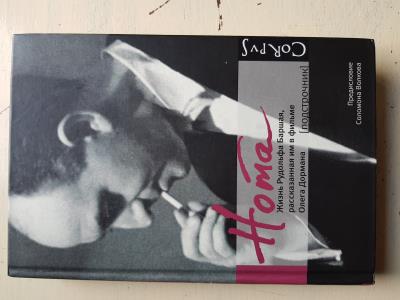 CORPVS
Нота
Жизнь Рудольфа Баршая,
рассказанная им в фильме
Олега Дормана [подстрочник]
Предисловие
Соломона Волкова